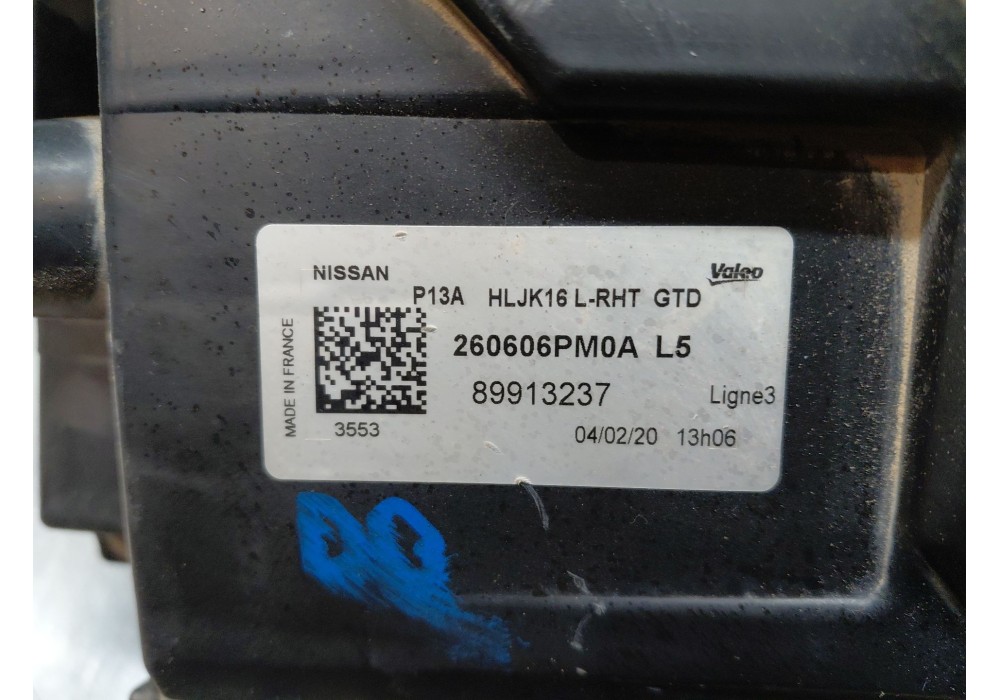 NISSAN
Valeo
P13A HLJK16 L-RHT GTD
MADE IN FRANCE
260606PM0A L5
89913237
Ligne3
3553
04/02/20 13h06